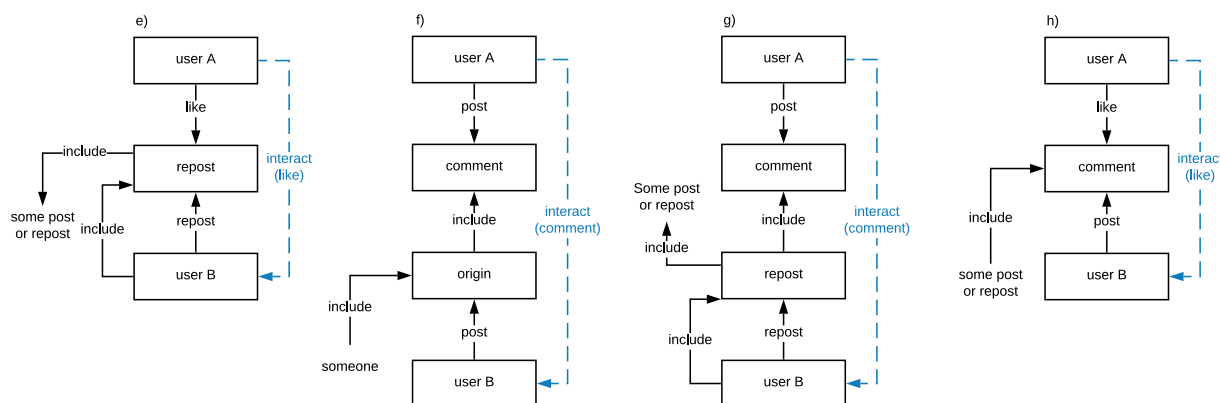 e)
user A
like
include
repost
interact
(like)
some post
or repost
include
repost
user B
f)
user A
post
comment
interact
(comment)
include
origin
include
post
someone
user B
g)
user A
post
comment
Some post
or repost
interact
(comment)
include
include
repost
include
repost
user B
h)
user A
like
comment
interact
(like)
include
post
some post
or repost
user B